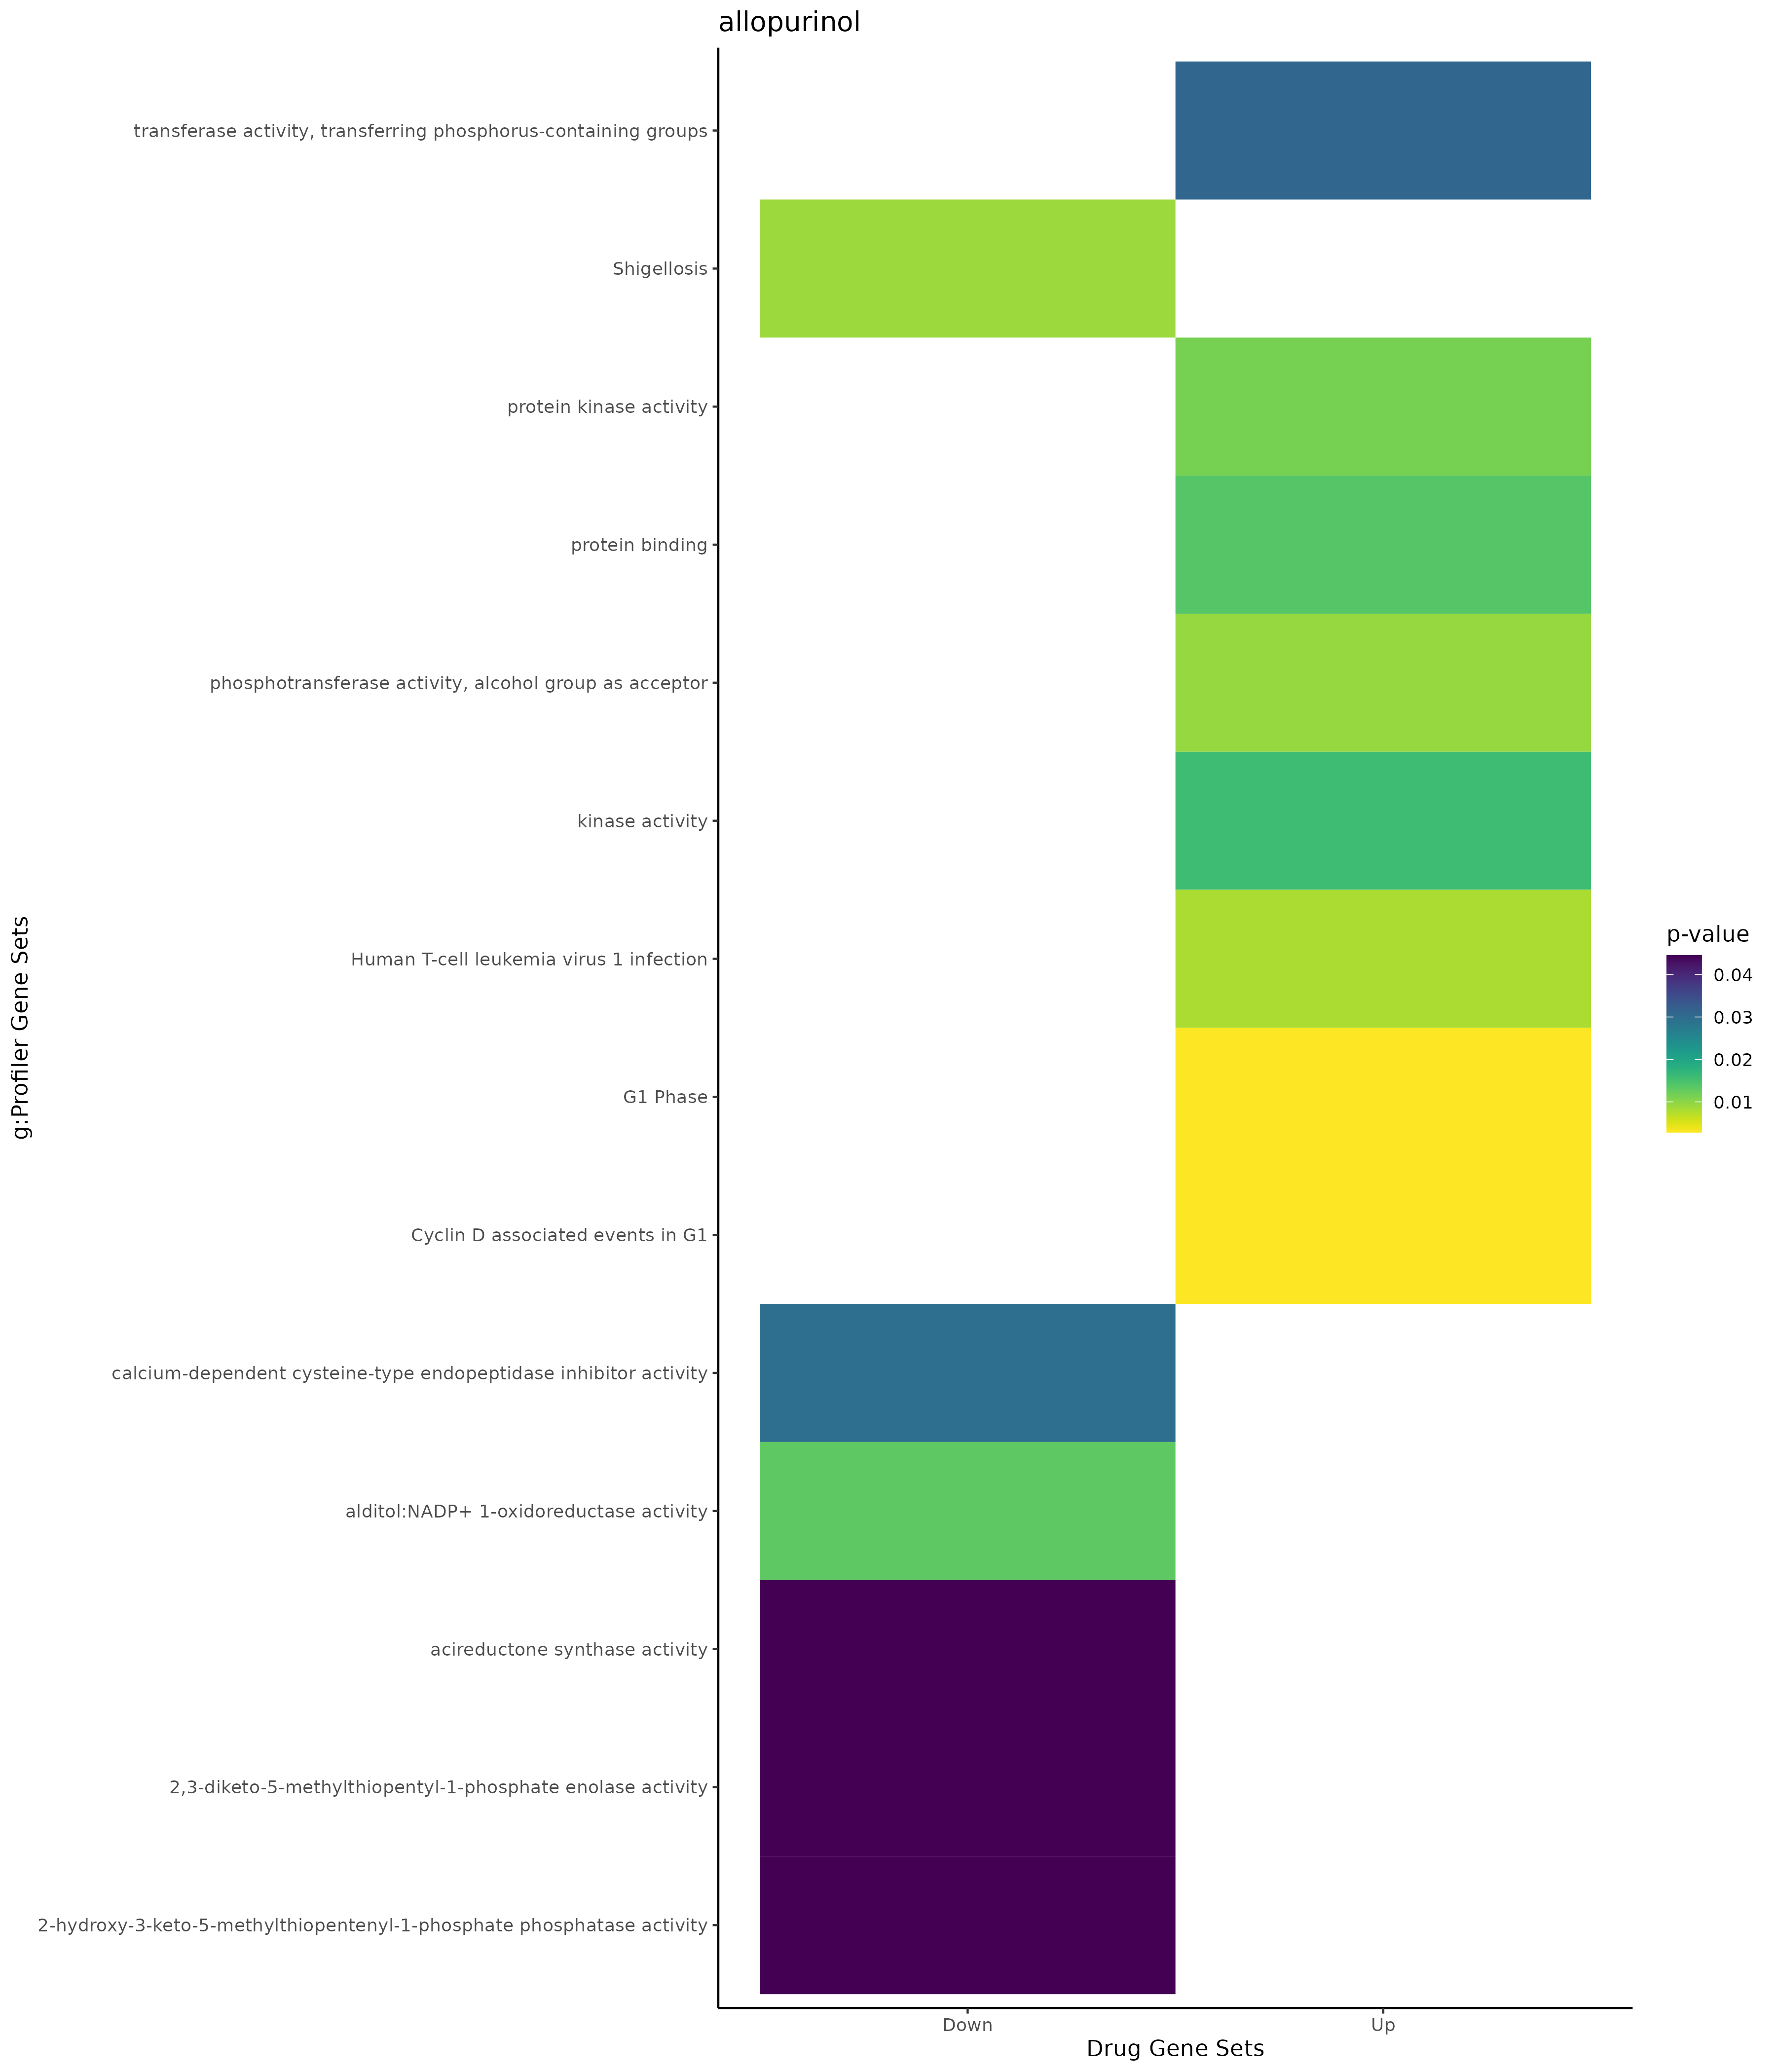 allopurinol
transferase activity, transferring phosphorus-containing groups
Shigellosis
protein kinase activity
protein binding
phosphotransferase activity, alcohol group as acceptor
kinase activity
Human T-cell leukemia virus 1 infection
G1 Phase
Cyclin D associated events in G1
calcium-dependent cysteine-type endopeptidase inhibitor activity
alditol:NADP+ 1-oxidoreductase activity
acireductone synthase activity
2,3-diketo-5-methylthiopentyl-1-phosphate enolase activity
2-hydroxy-3-keto-5-methylthiopentenyl-1-phosphate phosphatase activity
g:Profiler Gene Sets
Down
Up
Drug Gene Sets
p-value
0.04
0.03
0.02
0.01